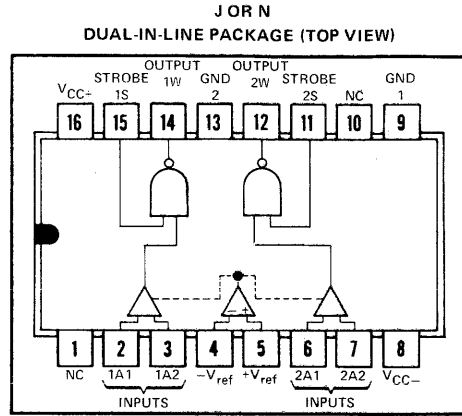 J OR N
DUAL-IN-LINE PACKAGE (TOP VIEW)
OUTPUT OUTPUT
STROBE 1W GND 2W STROBE GND
VCC+ 1S 2 2S NC 1
16 15 14 13 12 11 10 9
- +
1 2 3 4 5 6 7 8
NC 1A1 1A2 -Vref +Vref 2A1 2A2 VCC-
INPUTS INPUTS